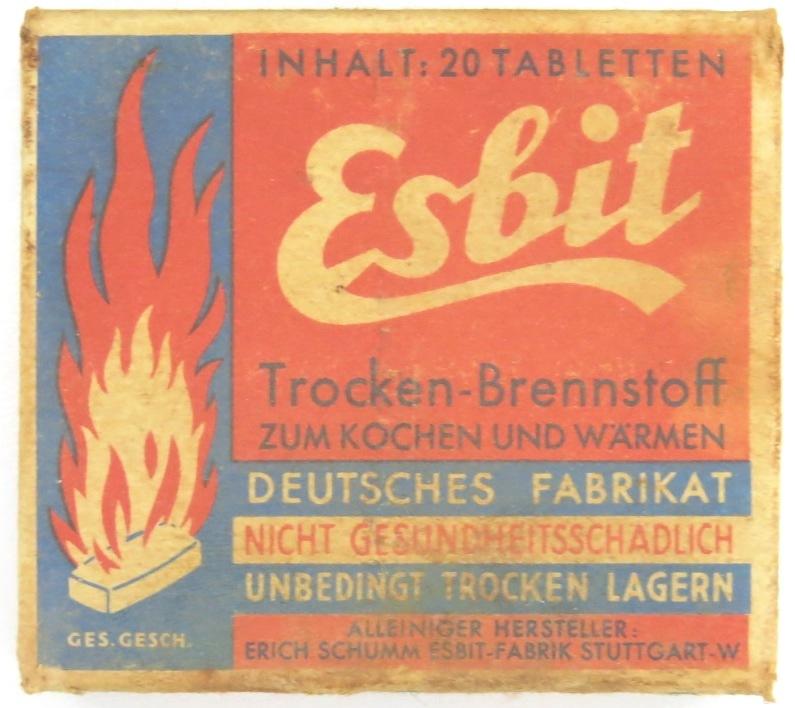 INHALT: 20 TABLETTEN
Esbit
Trocken-Brennstoff
ZUM KOCHEN UND WÄRMEN
DEUTSCHES FABRIKAT
NICHT GESUNDHEITSSCHÄDLICH
UNBEDINGT TROCKEN LAGERN
ALLEINIGER HERSTELLER:
ERICH SCHUMM ESBIT-FABRIK STUTTGART-W
GES. GESCH.